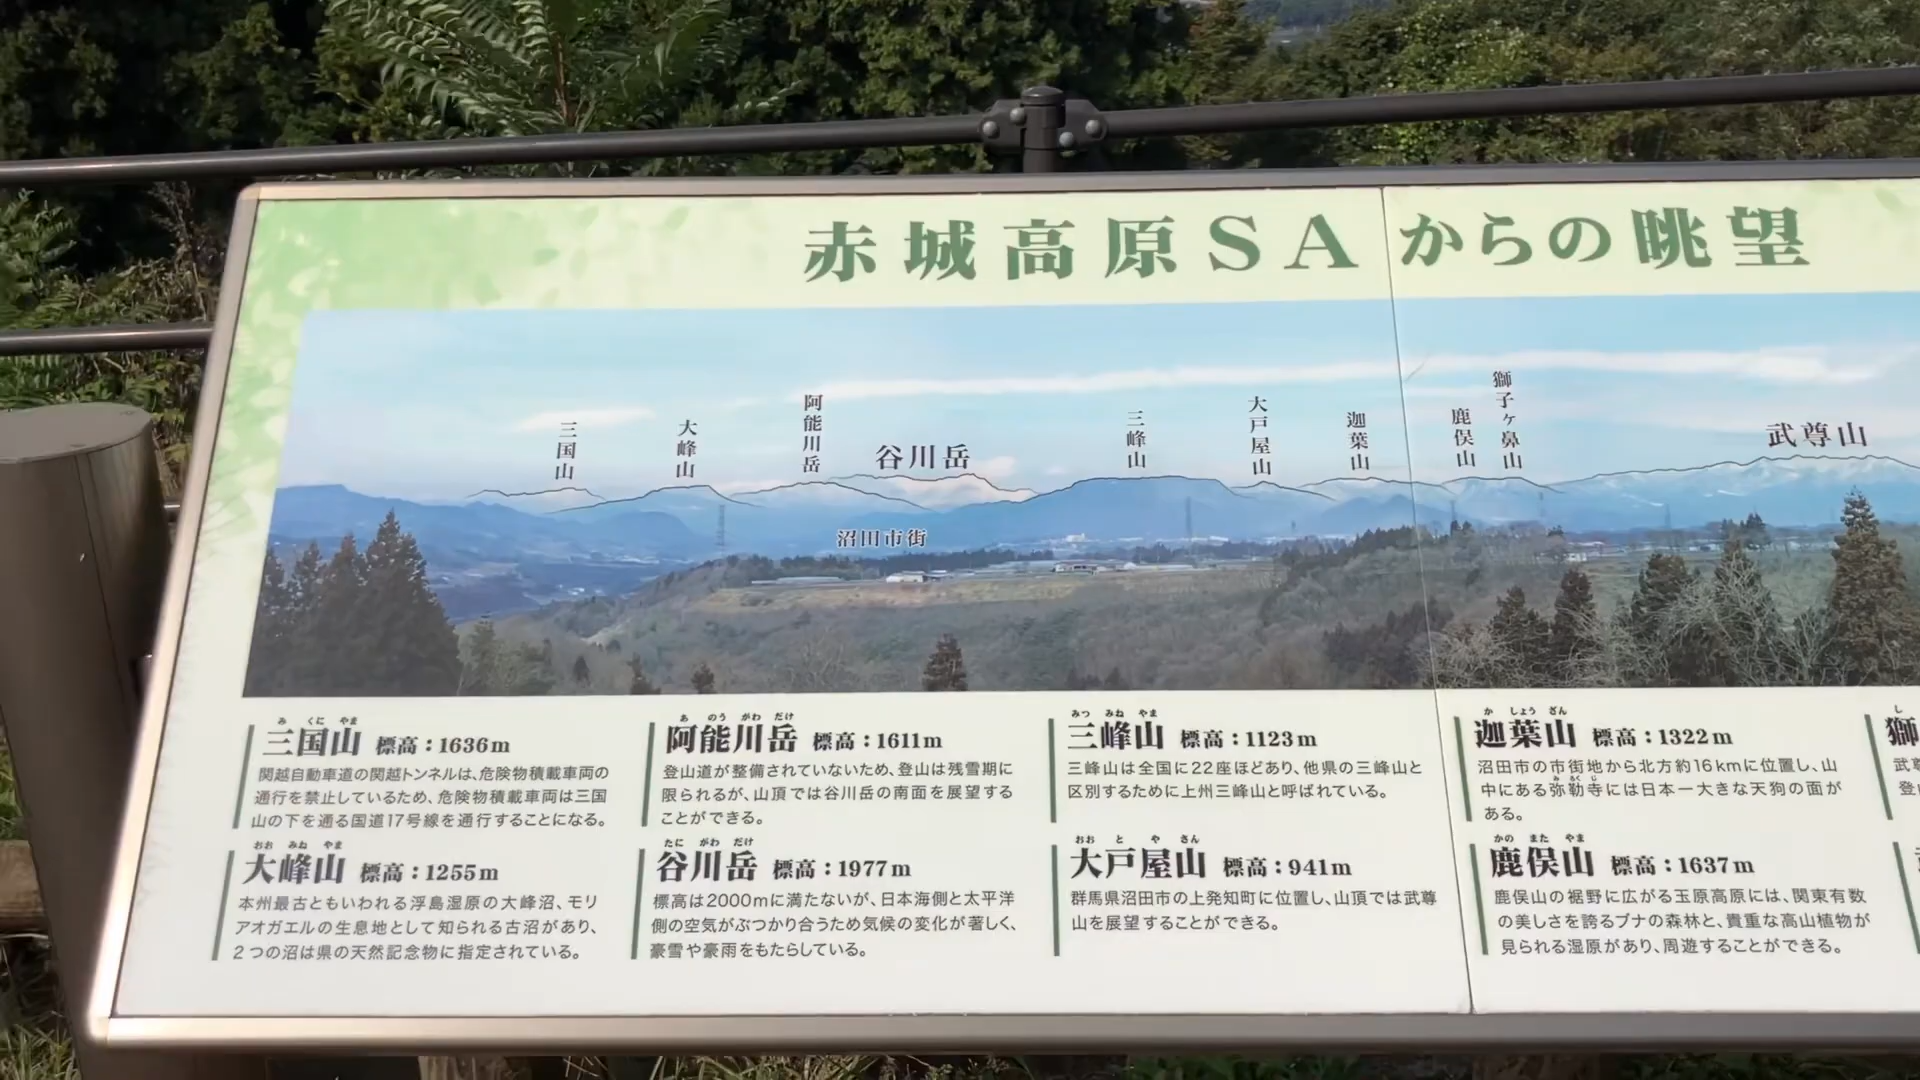 赤城高原SAからの眺望
三国山
大峰山
阿能川岳
谷川岳
三峰山
大戸屋山
迦葉山
鹿俣山
獅子ヶ鼻山
武尊山
沼田市街
み くに やま
三国山 標高：1636m
関越自動車道の関越トンネルは、危険物積載車両の
通行を禁止しているため、危険物積載車両は三国
山の下を通る国道17号線を通行することになる。
おお みね やま
大峰山 標高：1255m
本州最古ともいわれる浮島湿原の大峰沼、モリ
アオガエルの生息地として知られる古沼があり、
2つの沼は県の天然記念物に指定されている。
あ のう がわ だけ
阿能川岳 標高：1611m
登山道が整備されていないため、登山は残雪期に
限られるが、山頂では谷川岳の南面を展望する
ことができる。
たに がわ だけ
谷川岳 標高：1977m
標高は2000mに満たないが、日本海側と太平洋
側の空気がぶつかり合うため気候の変化が著しく、
豪雪や豪雨をもたらしている。
みつ みね やま
三峰山 標高：1123m
三峰山は全国に22座ほどあり、他県の三峰山と
区別するために上州三峰山と呼ばれている。
おお と や さん
大戸屋山 標高：941m
群馬県沼田市の上発知町に位置し、山頂では武尊
山を展望することができる。
か しょう ざん
迦葉山 標高：1322m
沼田市の市街地から北方約16kmに位置し、山
中にある弥勒寺には日本一大きな天狗の面が
ある。
かの また やま
鹿俣山 標高：1637m
鹿俣山の裾野に広がる玉原高原には、関東有数
の美しさを誇るブナの森林と、貴重な高山植物が
見られる湿原があり、周遊することができる。
し
獅
武尊
登